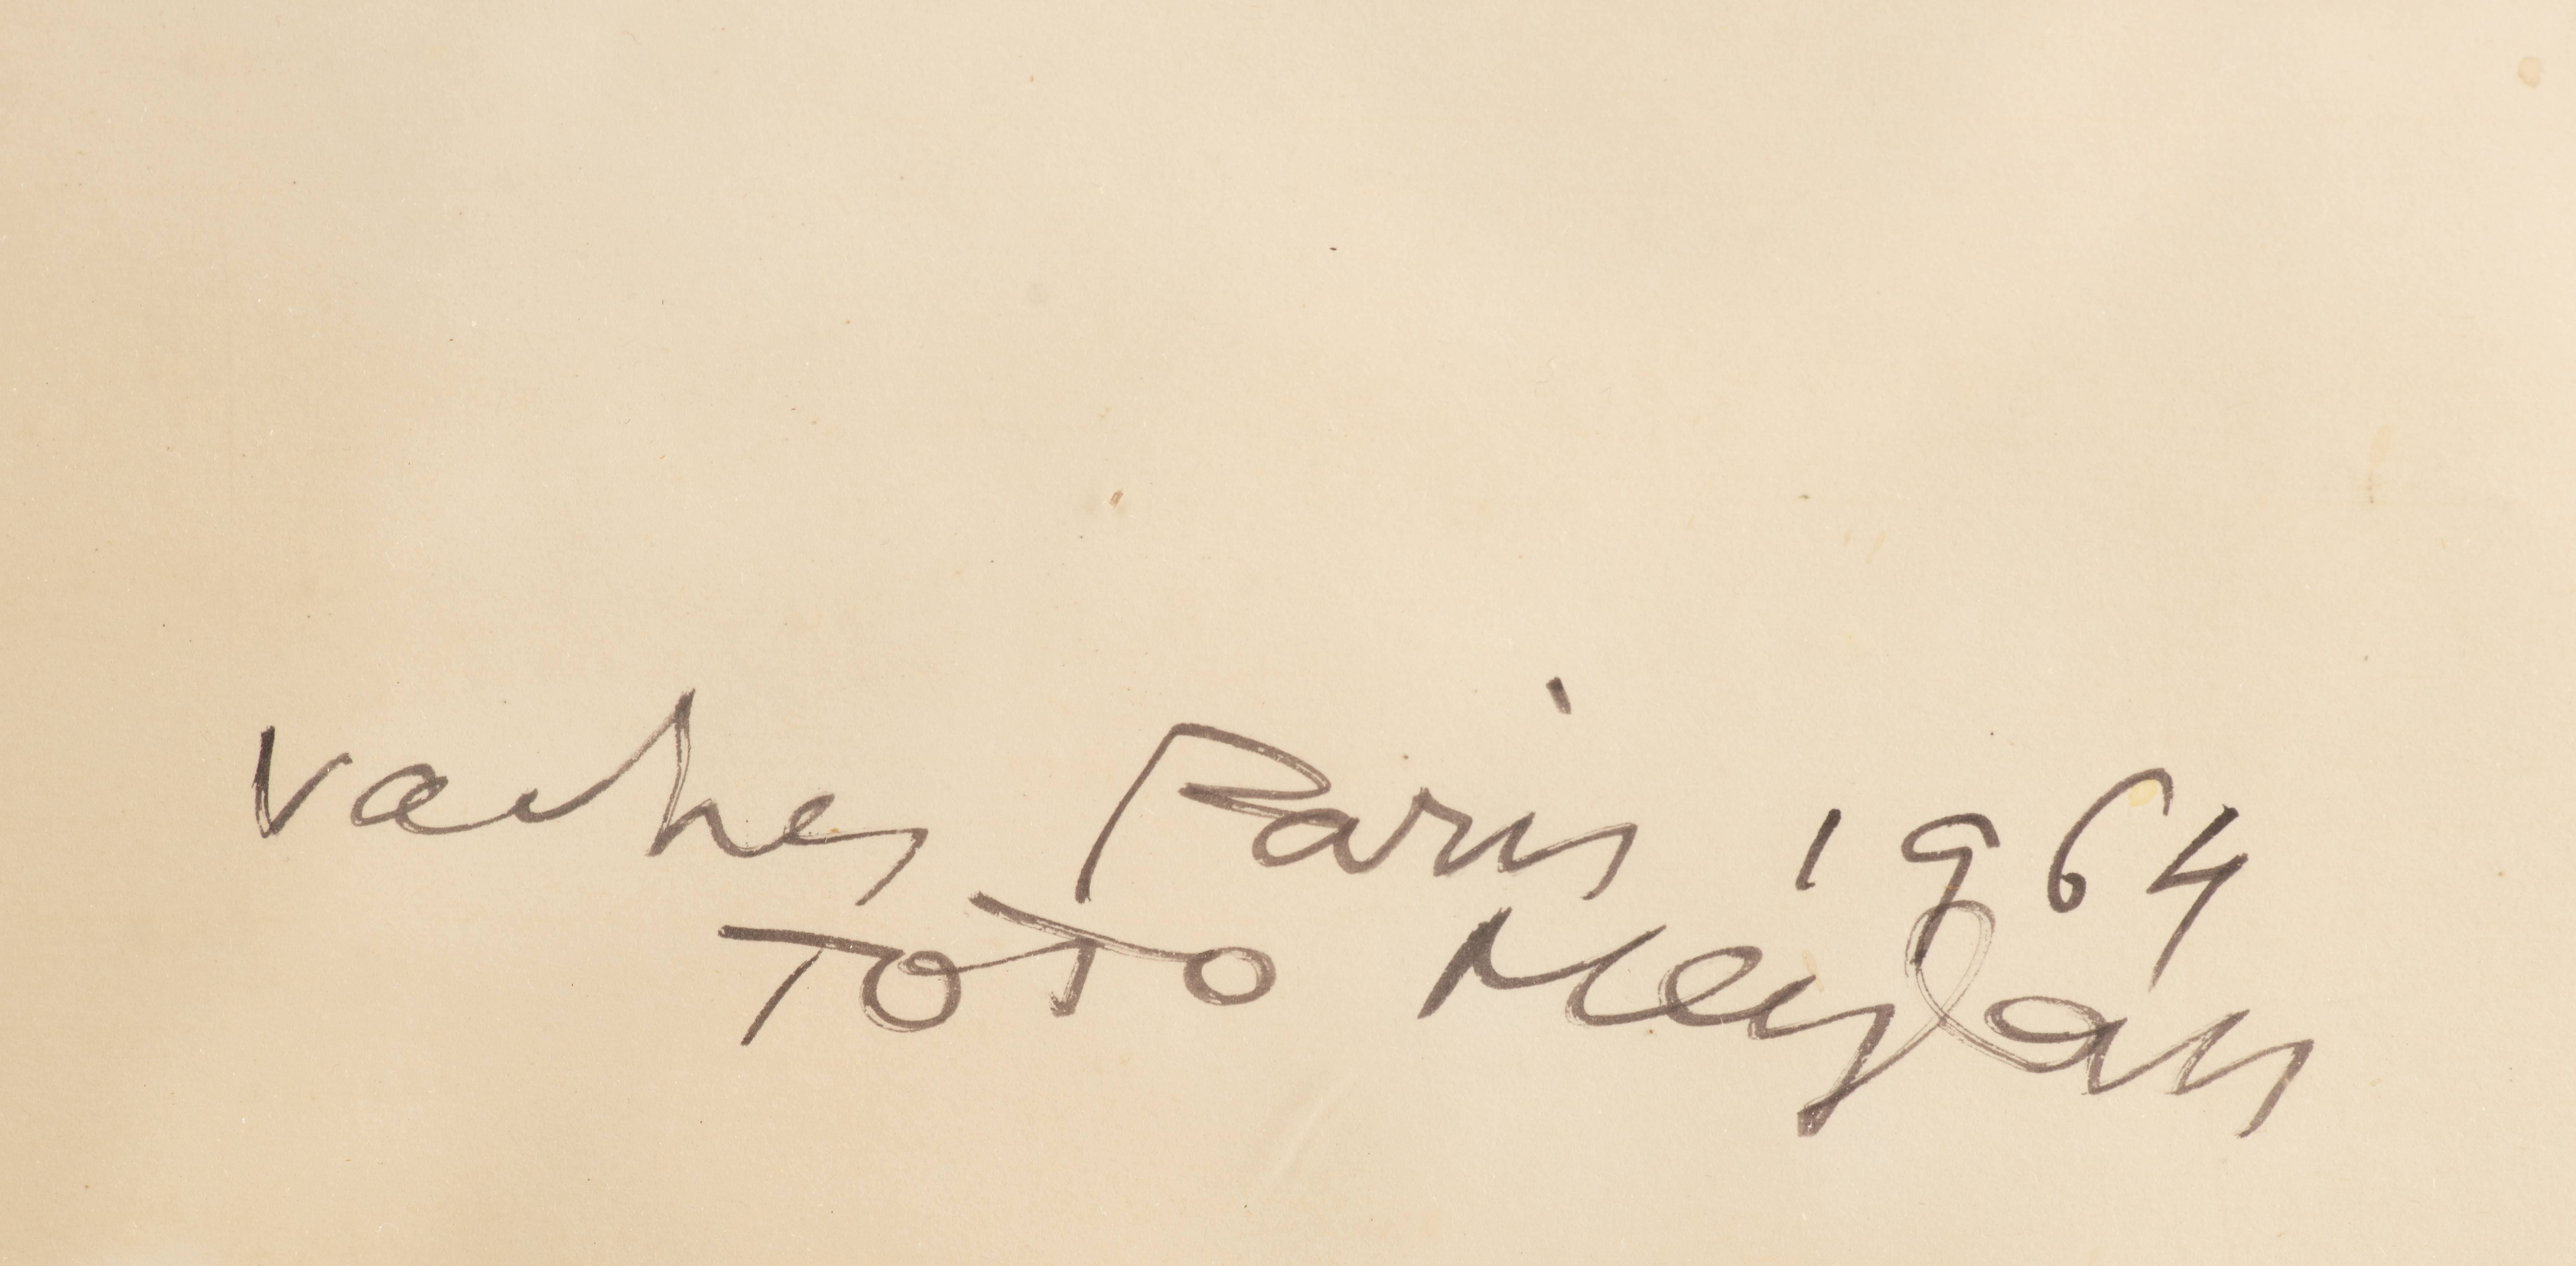 vaches Paris 1964
TOTO Meylan